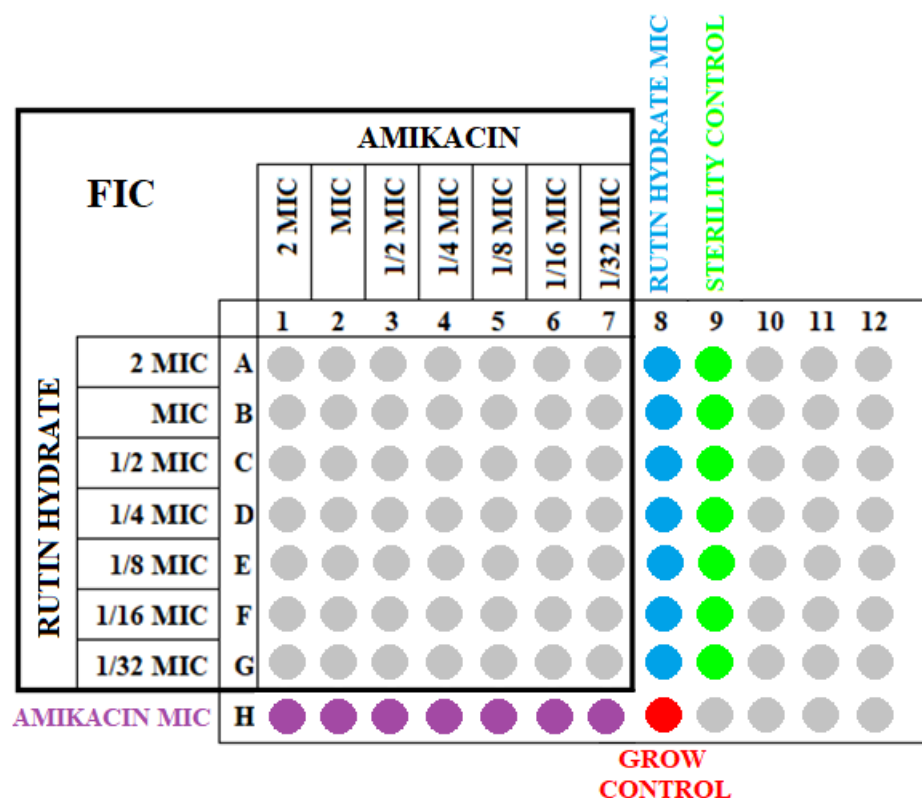 RUTIN HYDRATE MIC
STERILITY CONTROL
AMIKACIN
FIC
2 MIC
MIC
1/2 MIC
1/4 MIC
1/8 MIC
1/16 MIC
1/32 MIC
1 2 3 4 5 6 7 8 9 10 11 12
RUTIN HYDRATE
2 MIC A
MIC B
1/2 MIC C
1/4 MIC D
1/8 MIC E
1/16 MIC F
1/32 MIC G
AMIKACIN MIC H
GROW
CONTROL